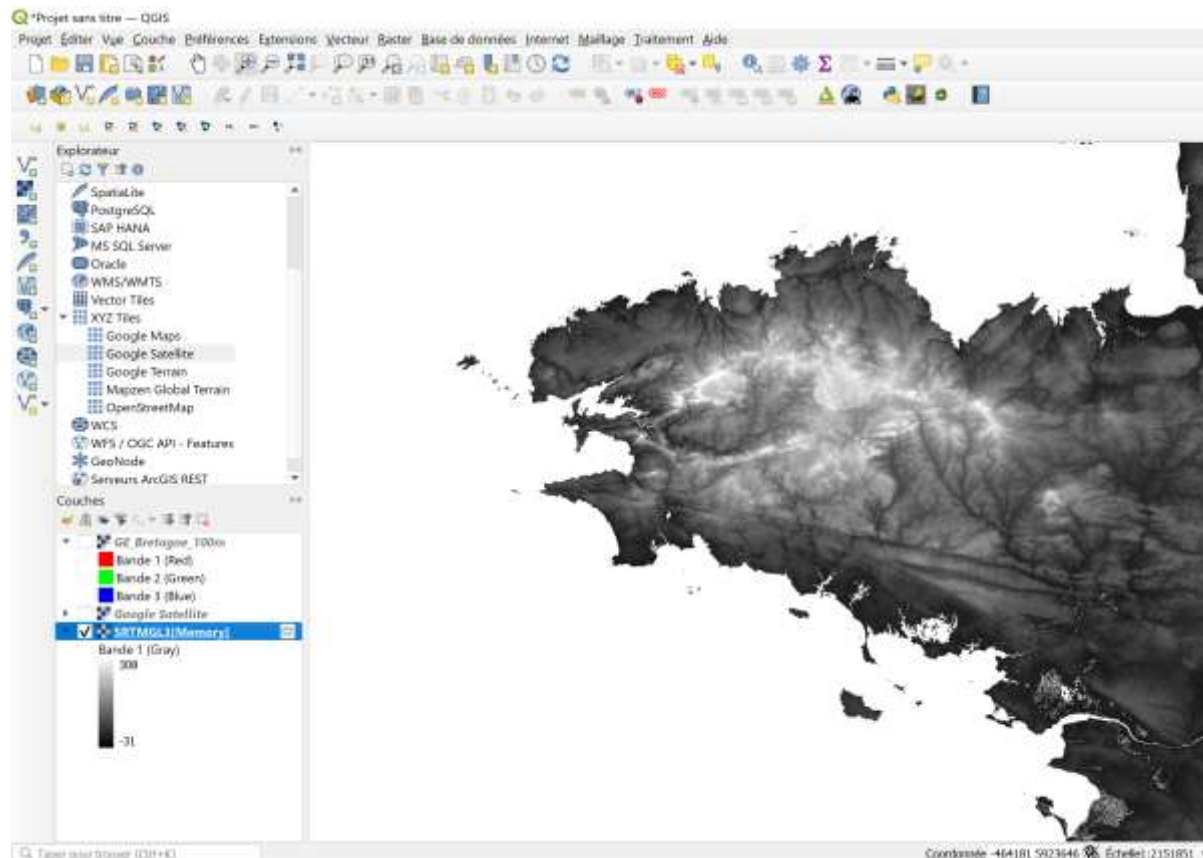 *Projet sans titre — QGIS
Projet Éditer Vue Couche Préférences Extensions Vecteur Raster Base de données Internet Maillage Traitement Aide
Explorateur
SpatiaLite
PostgreSQL
SAP HANA
MS SQL Server
Oracle
WMS/WMTS
Vector Tiles
XYZ Tiles
Google Maps
Google Satellite
Google Terrain
Mapzen Global Terrain
OpenStreetMap
WCS
WFS / OGC API - Features
GeoNode
Serveurs ArcGIS REST
Couches
GE_Bretagne_100m
Bande 1 (Red)
Bande 2 (Green)
Bande 3 (Blue)
Google Satellite
SRTMGL3[Memory]
Bande 1 (Gray)
308
-31
Taper pour trouver (Ctrl+K)
Coordonnée -464181 5923646 Échelle 1:2151851